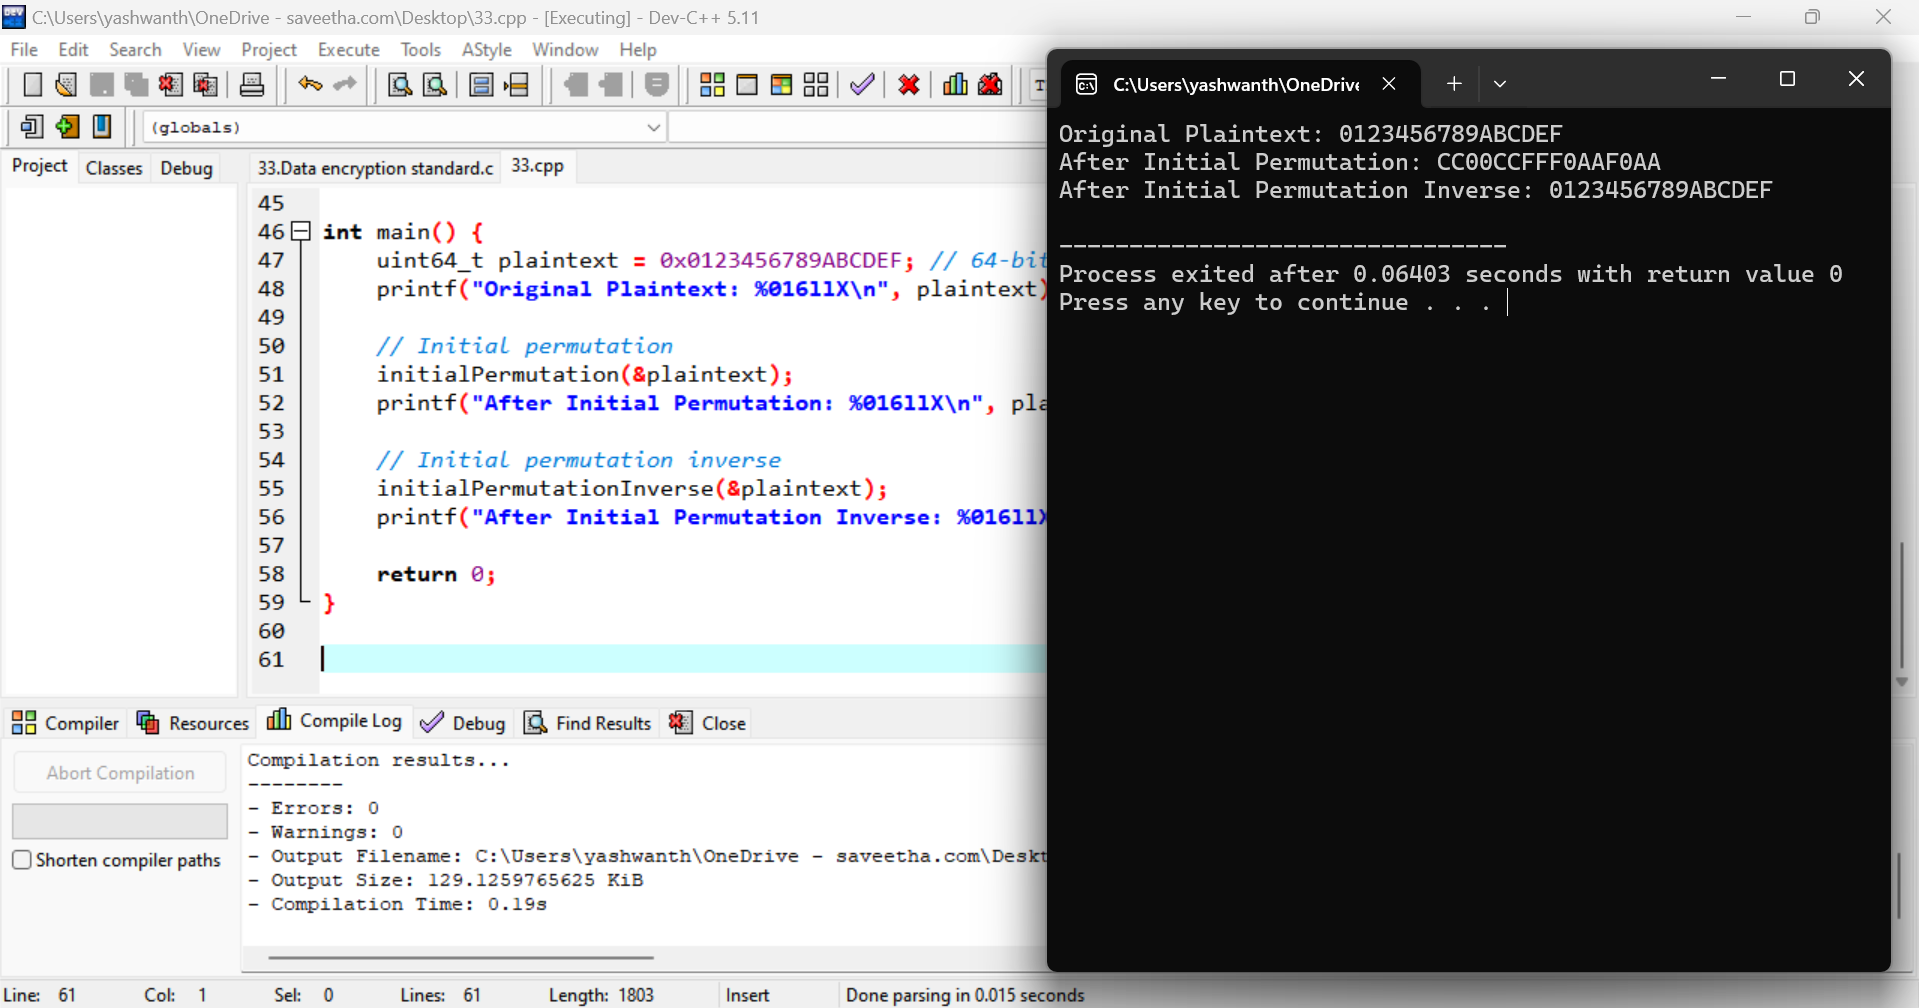 C:\Users\yashwanth\OneDrive - saveetha.com\Desktop\33.cpp - [Executing] - Dev-C++ 5.11
File Edit Search View Project Execute Tools AStyle Window Help
(globals)
Project Classes Debug
33.Data encryption standard.c 33.cpp
45
46 int main() {
47 uint64_t plaintext = 0x0123456789ABCDEF; // 64-bit
48 printf("Original Plaintext: %016llX\n", plaintext)
49
50 // Initial permutation
51 initialPermutation(&plaintext);
52 printf("After Initial Permutation: %016llX\n", pla
53
54 // Initial permutation inverse
55 initialPermutationInverse(&plaintext);
56 printf("After Initial Permutation Inverse: %016llX
57
58 return 0;
59 }
60
61
Compiler Resources Compile Log Debug Find Results Close
Abort Compilation
Shorten compiler paths
Compilation results...
--------
- Errors: 0
- Warnings: 0
- Output Filename: C:\Users\yashwanth\OneDrive - saveetha.com\Deskt
- Output Size: 129.1259765625 KiB
- Compilation Time: 0.19s
Line: 61 Col: 1 Sel: 0 Lines: 61 Length: 1803 Insert Done parsing in 0.015 seconds
C:\Users\yashwanth\OneDrive
Original Plaintext: 0123456789ABCDEF
After Initial Permutation: CC00CCFFF0AAF0AA
After Initial Permutation Inverse: 0123456789ABCDEF
--------------------------------
Process exited after 0.06403 seconds with return value 0
Press any key to continue . . .